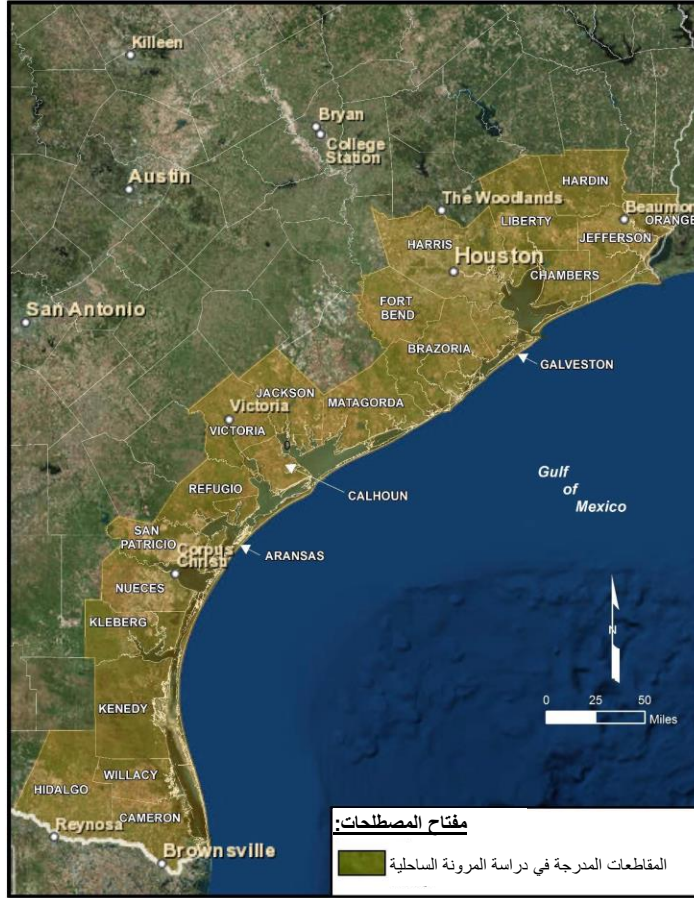 Killeen
Bryan
College
Station
Austin
HARDIN
The Woodlands
LIBERTY
Beaumon
ORANGE
HARRIS
JEFFERSON
Houston
CHAMBERS
San Antonio
FORT
BEND
BRAZORIA
GALVESTON
JACKSON
MATAGORDA
Victoria
VICTORIA
Gulf
of
Mexico
REFUGIO
CALHOUN
SAN
PATRICIO
Corpus
Christi
ARANSAS
NUECES
KLEBERG
N
KENEDY
0 25 50
Miles
WILLACY
HIDALGO
CAMERON
Reynosa
Brownsville
مفتاح المصطلحات:
المقاطعات المدرجة في دراسة المرونة الساحلية